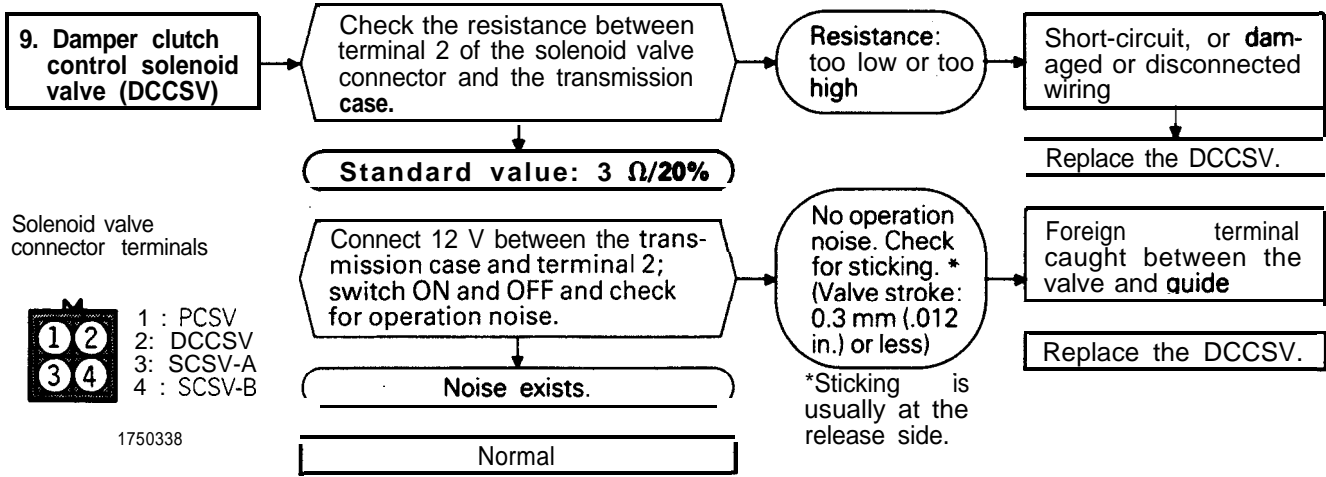 9. Damper clutch
control solenoid
valve (DCCSV)
Check the resistance between
terminal 2 of the solenoid valve
connector and the transmission
case.
Resistance:
too low or too
high
Short-circuit, or dam-
aged or disconnected
wiring
Replace the DCCSV.
Standard value: 3 Ω/20%
Solenoid valve
connector terminals
1 2
3 4
1 : PCSV
2: DCCSV
3: SCSV-A
4 : SCSV-B
1750338
Connect 12 V between the trans-
mission case and terminal 2;
switch ON and OFF and check
for operation noise.
No operation
noise. Check
for sticking. *
(Valve stroke:
0.3 mm (.012
in.) or less)
Foreign terminal
caught between the
valve and guide
Replace the DCCSV.
*Sticking is
usually at the
release side.
Noise exists.
Normal